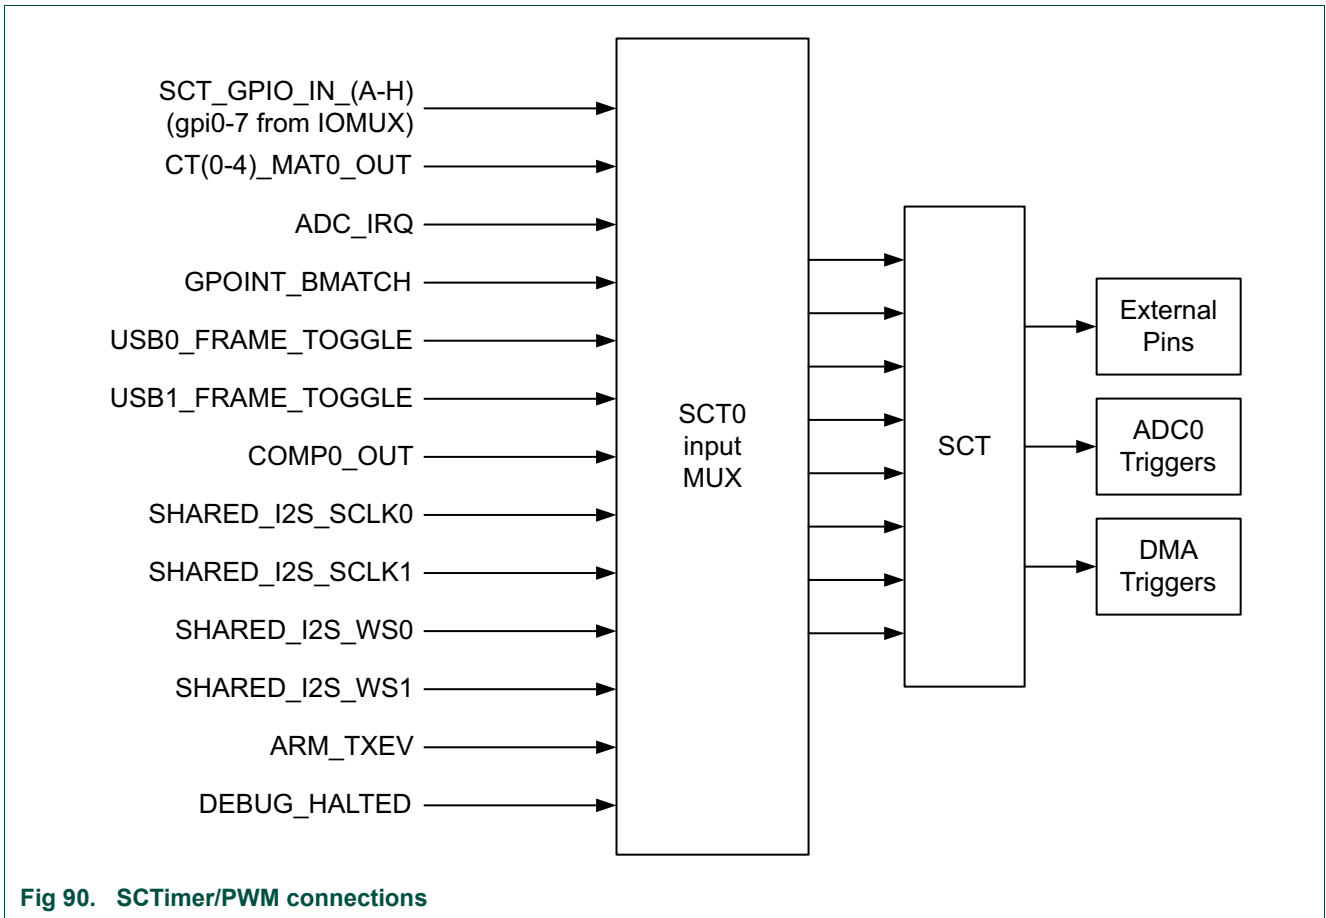 SCT_GPIO_IN_(A-H)
(gpi0-7 from IOMUX)
CT(0-4)_MAT0_OUT
ADC_IRQ
GPOINT_BMATCH
USB0_FRAME_TOGGLE
USB1_FRAME_TOGGLE
COMP0_OUT
SHARED_I2S_SCLK0
SHARED_I2S_SCLK1
SHARED_I2S_WS0
SHARED_I2S_WS1
ARM_TXEV
DEBUG_HALTED
SCT0
input
MUX
SCT
External
Pins
ADC0
Triggers
DMA
Triggers
Fig 90. SCTimer/PWM connections